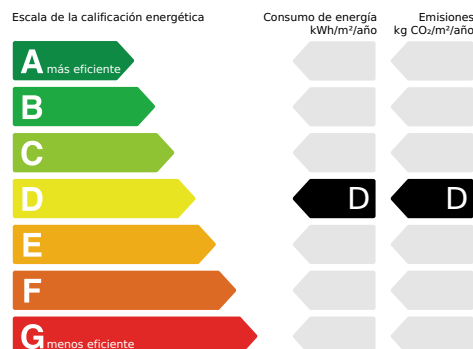 Escala de la calificación energética
Consumo de energía
kWh/m²/año
Emisiones
kg CO₂/m²/año
A más eficiente
B
C
D D D
E
F
G menos eficiente